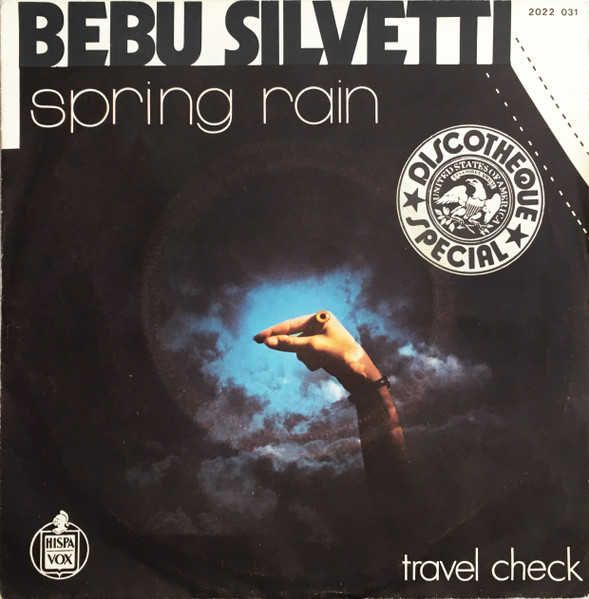 BEBU SILVETTI
2022 031
spring rain
DISCOTHEQUE
UNITED STATES OF AMERICA
SPECIAL
HISPA
VOX
travel check